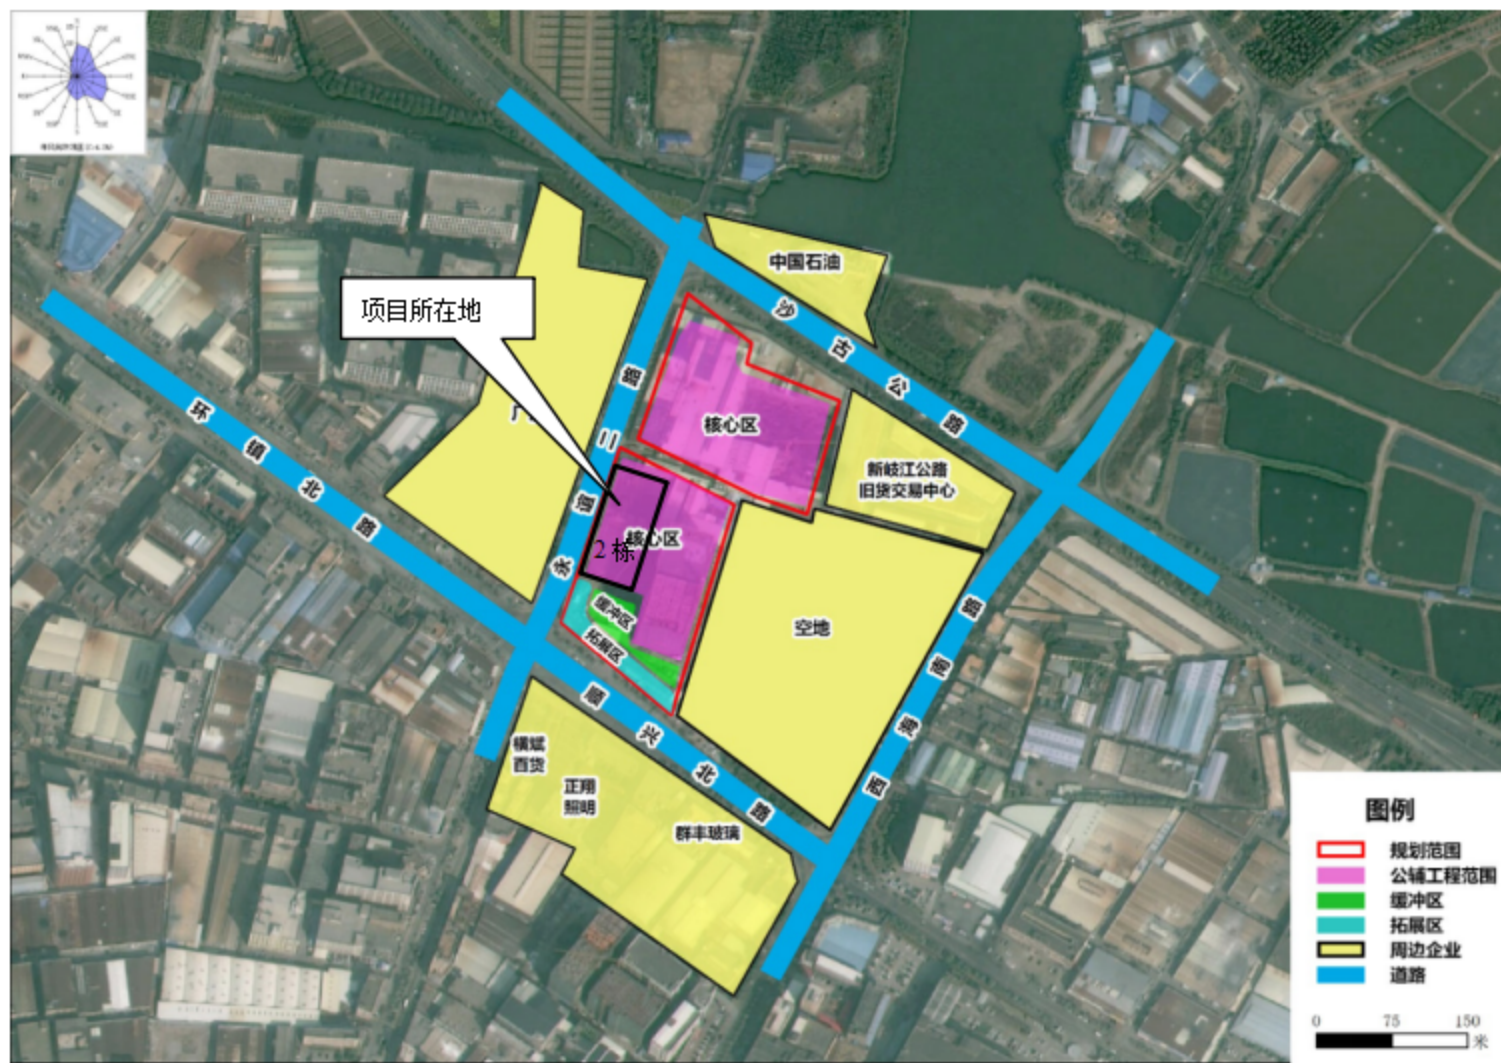 项目所在地
中国石油
沙古公路
核心区
新岐江公路
旧货交易中心
永谊二路
核心区
2栋
缓冲区
拓展区
空地
环镇北路
顺兴北路
西海南路
横斌
百货
正翔
照明
群丰玻璃
图例
规划范围
公辅工程范围
缓冲区
拓展区
周边企业
道路
0 75 150
米